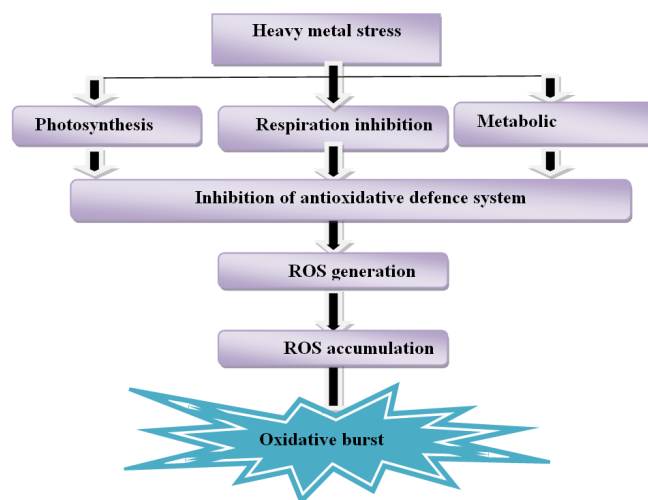 Heavy metal stress
Photosynthesis
Respiration inhibition
Metabolic
Inhibition of antioxidative defence system
ROS generation
ROS accumulation
Oxidative burst